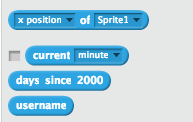 x position of Sprite1
current minute
days since 2000
username